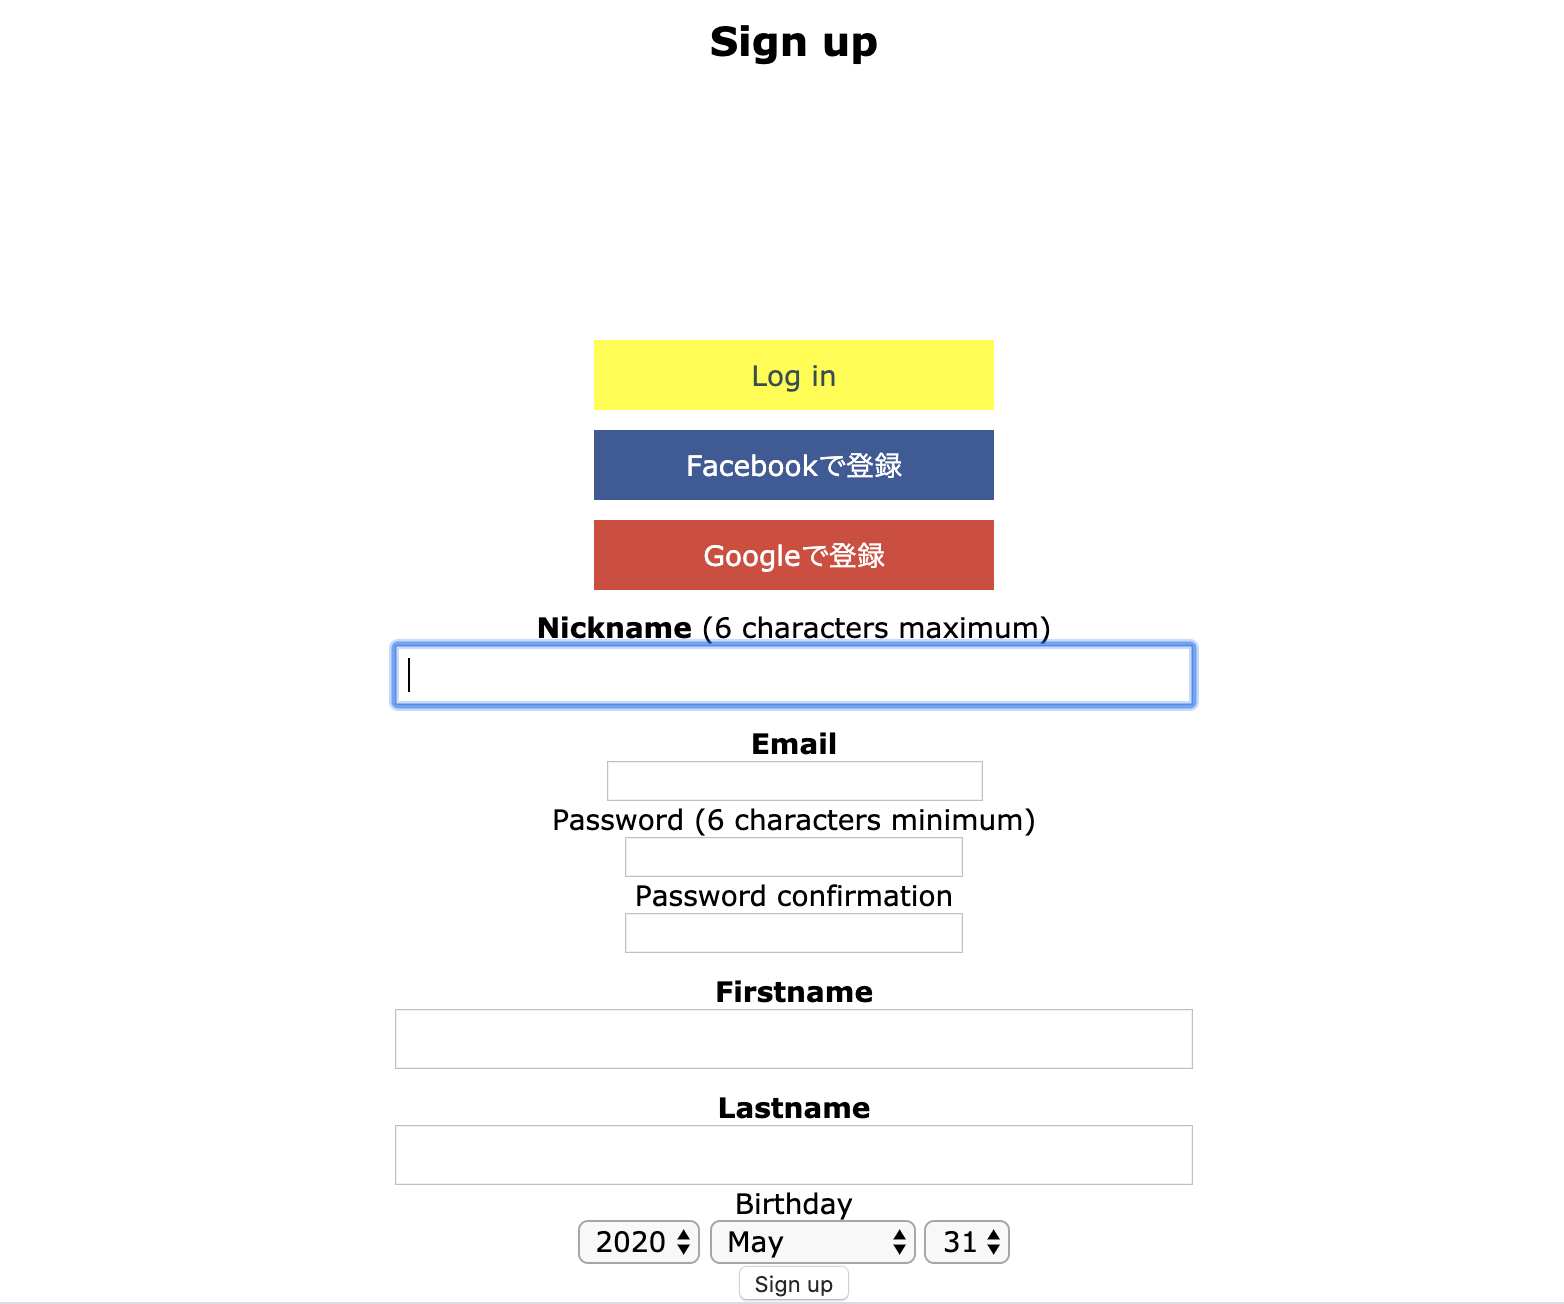 Sign up
Log in
Facebookで登録
Googleで登録
Nickname (6 characters maximum)
Email
Password (6 characters minimum)
Password confirmation
Firstname
Lastname
Birthday
2020 May 31
Sign up